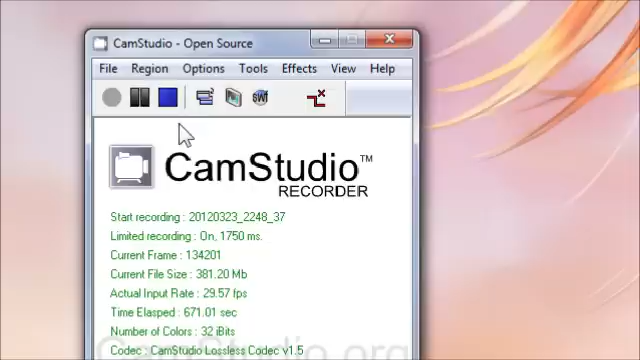 CamStudio - Open Source
File Region Options Tools Effects View Help
SWF
CamStudio™
RECORDER
Start recording : 20120323_2248_37
Limited recording : On, 1750 ms.
Current Frame : 134201
Current File Size : 381.20 Mb
Actual Input Rate : 29.57 fps
Time Elasped : 671.01 sec
Number of Colors : 32 iBits
Codec : CamStudio Lossless Codec v1.5
CamStudio.org